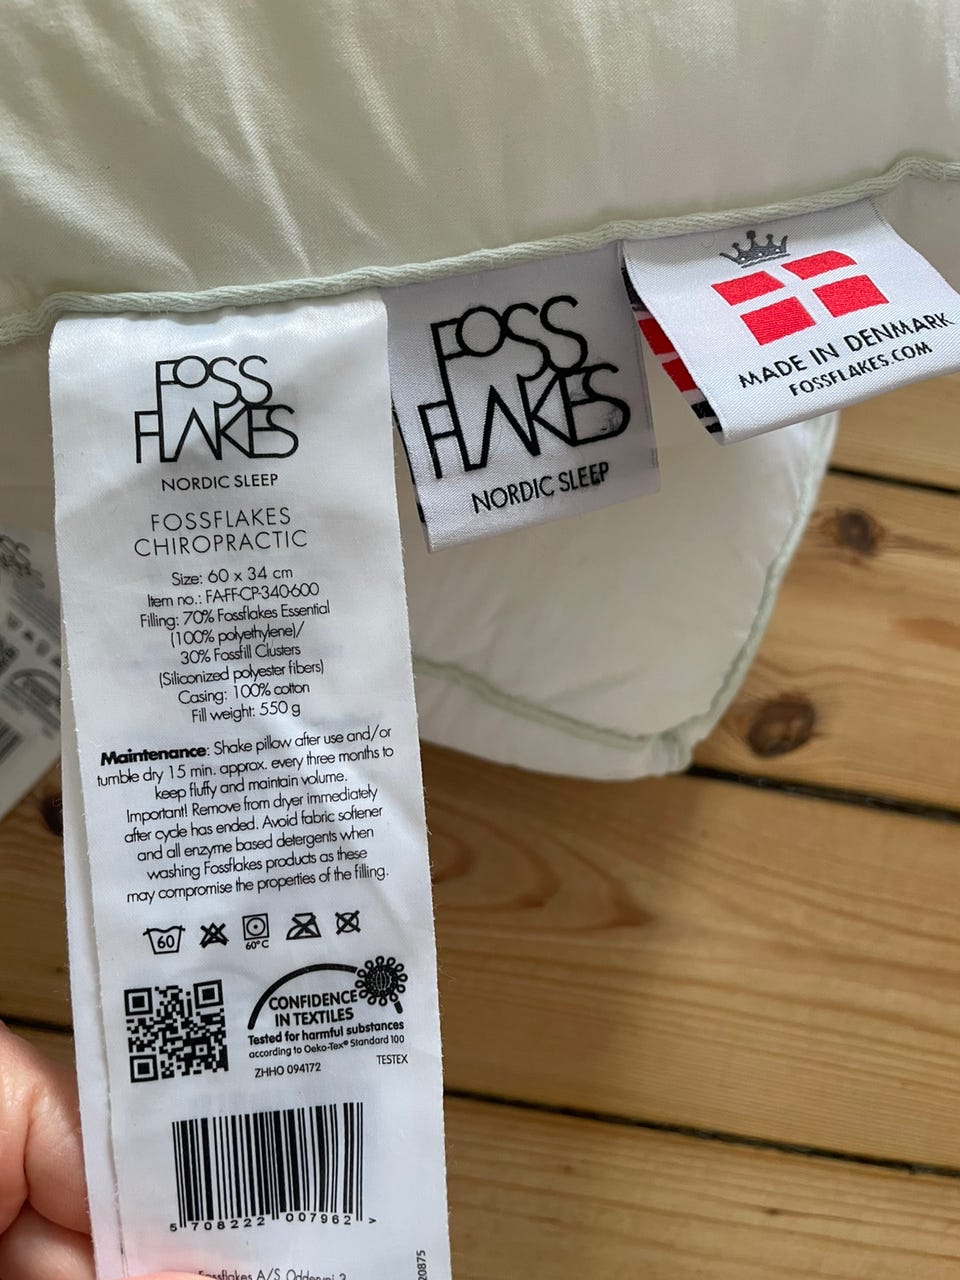 FOSS
FLAKES
NORDIC SLEEP
FOSSFLAKES
CHIROPRACTIC
Size: 60 x 34 cm
Item no.: FA-FF-CP-340-600
Filling: 70% Fossflakes Essential
(100% polyethylene)/
30% Fossfill Clusters
(Siliconized polyester fibers)
Casing: 100% cotton
Fill weight: 550 g
Maintenance: Shake pillow after use and/or
tumble dry 15 min. approx. every three months to
keep fluffy and maintain volume.
Important! Remove from dryer immediately
after cycle has ended. Avoid fabric softener
and all enzyme based detergents when
washing Fossflakes products as these
may compromise the properties of the filling.
60
60°C
CONFIDENCE
IN TEXTILES
Tested for harmful substances
according to Oeko-Tex® Standard 100
ZHHO 094172 TESTEX
5 708222 007962 >
Fossflakes A/S
20875
FOSS
FLAKES
NORDIC SLEEP
MADE IN DENMARK
FOSSFLAKES.COM